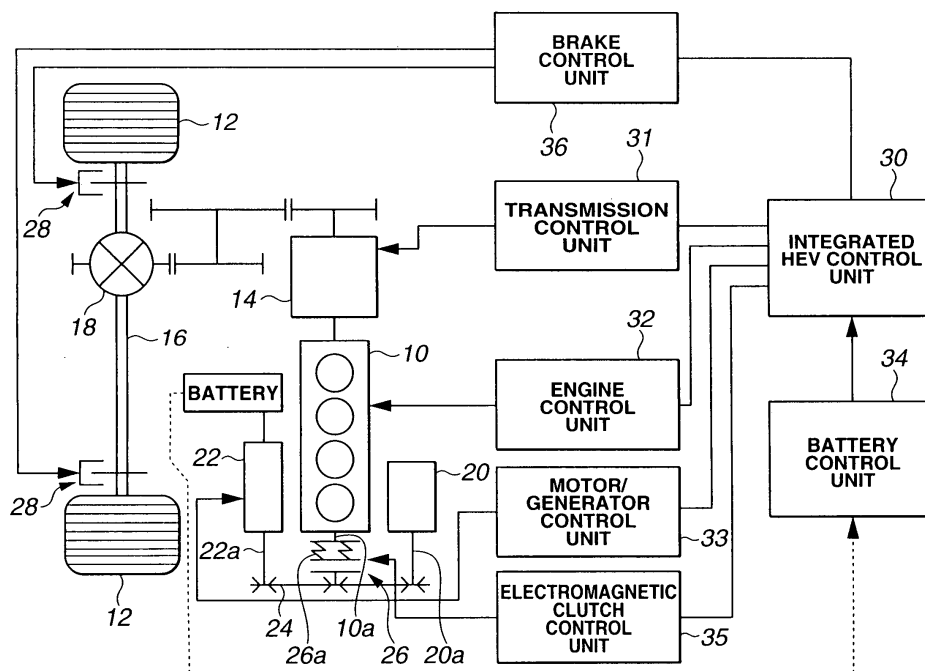 BRAKE
CONTROL
UNIT
36
12
28
31
30
TRANSMISSION
CONTROL
UNIT
INTEGRATED
HEV CONTROL
UNIT
18
16
14
10
32
34
BATTERY
ENGINE
CONTROL
UNIT
BATTERY
CONTROL
UNIT
22
20
28
MOTOR/
GENERATOR
CONTROL
UNIT
33
22a
12
24
26a
10a
26
20a
ELECTROMAGNETIC
CLUTCH
CONTROL
UNIT
35